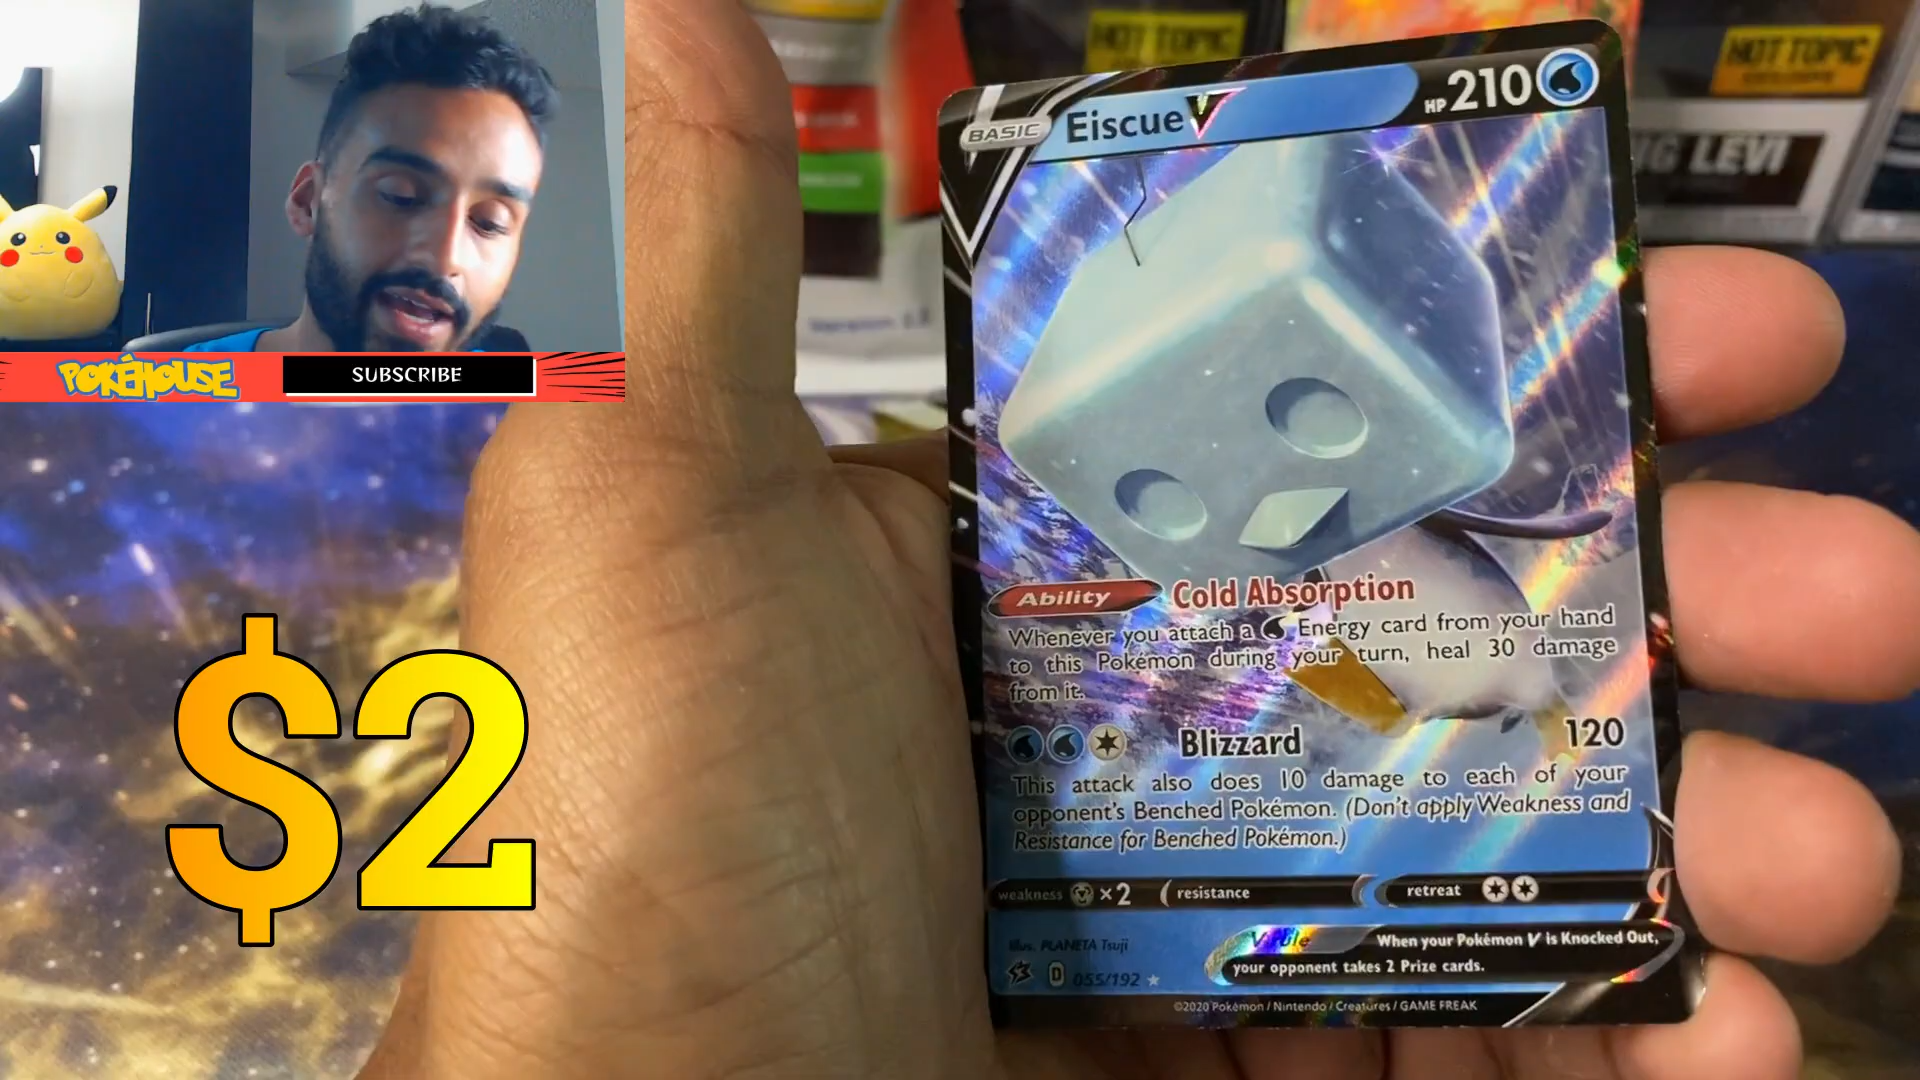 POKÉHOUSE
SUBSCRIBE
$2
HOT TOPIC
HOT TOPIC
LEVI
BASIC
Eiscue V
HP 210
Ability Cold Absorption
Whenever you attach a Energy card from your hand
to this Pokémon during your turn, heal 30 damage
from it.
Blizzard 120
This attack also does 10 damage to each of your
opponent's Benched Pokémon. (Don't apply Weakness and
Resistance for Benched Pokémon.)
weakness ×2 resistance retreat
Illus. PLANETA Tsuji
V rule When your Pokémon V is Knocked Out,
your opponent takes 2 Prize cards.
D 055/192
©2020 Pokémon / Nintendo / Creatures / GAME FREAK